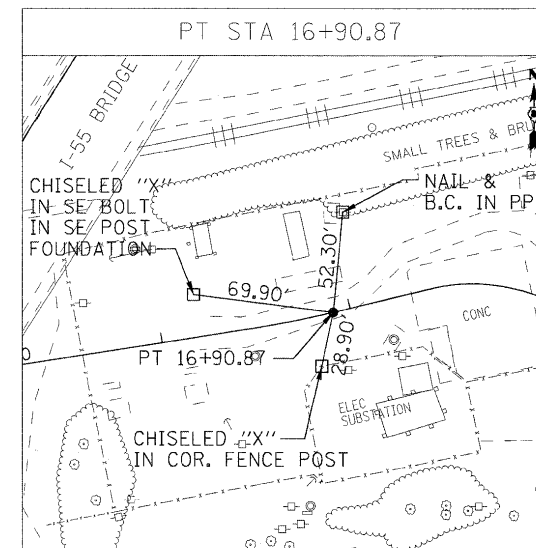 PT STA 16+90.87
I-55 BRIDGE
N
SMALL TREES & BRU
CHISELED "X"
IN SE BOLT
IN SE POST
FOUNDATION
NAIL &
B.C. IN PP
52.30'
69.90'
CONC
PT 16+90.87
28.90'
0
ELEC
SUBSTATION
CHISELED "X"
IN COR. FENCE POST